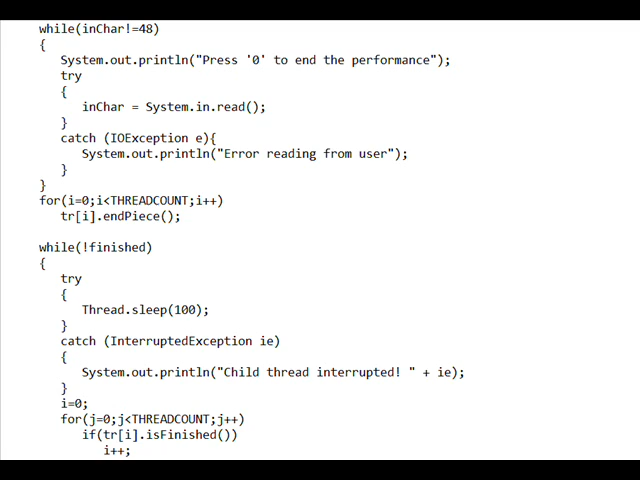 while(inChar!=48)
{
System.out.println("Press '0' to end the performance");
try
{
inChar = System.in.read();
}
catch (IOException e){
System.out.println("Error reading from user");
}
}
for(i=0;i<THREADCOUNT;i++)
tr[i].endPiece();
while(!finished)
{
try
{
Thread.sleep(100);
}
catch (InterruptedException ie)
{
System.out.println("Child thread interrupted! " + ie);
}
i=0;
for(j=0;j<THREADCOUNT;j++)
if(tr[i].isFinished())
i++;